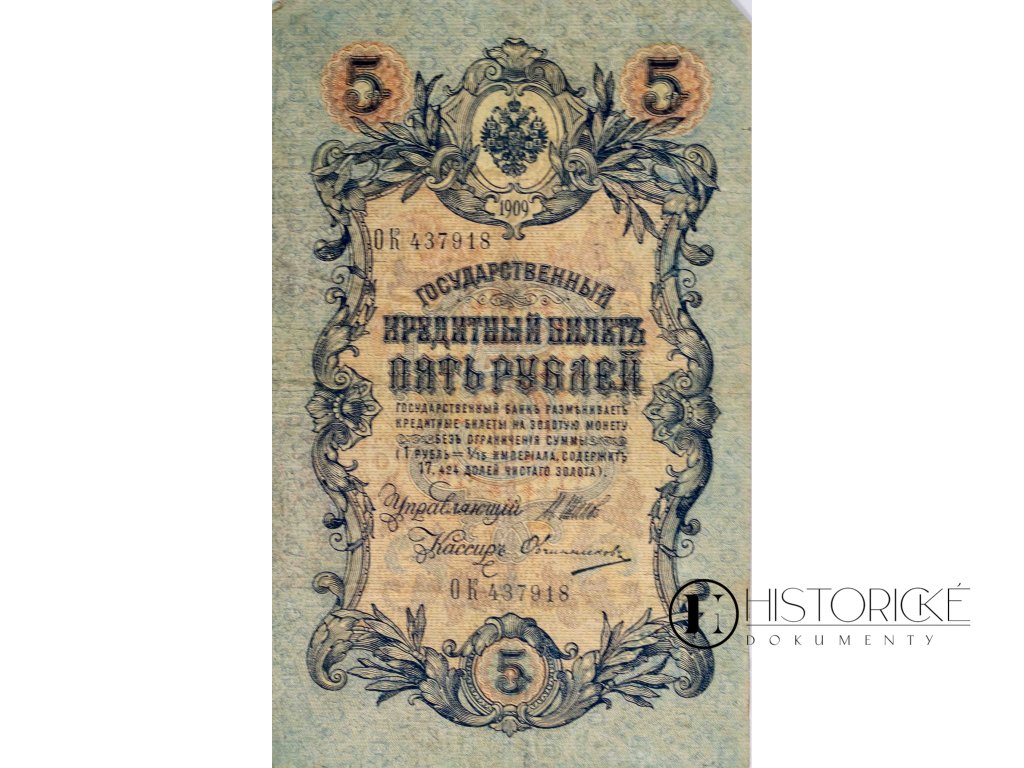 5 5
1909
ОК 437918
ГОСУДАРСТВЕННЫЙ
КРЕДИТНЫЙ БИЛЕТЪ
ПЯТЬ РУБЛЕЙ
ГОСУДАРСТВЕННЫЙ БАНКЪ РАЗМѢНИВАЕТЪ
КРЕДИТНЫЕ БИЛЕТЫ НА ЗОЛОТУЮ МОНЕТУ
БЕЗЪ ОГРАНИЧЕНІЯ СУММЫ
(1 РУБЛЬ = 1/15 ИМПЕРІАЛА, СОДЕРЖИТЪ
17,424 ДОЛЕЙ ЧИСТАГО ЗОЛОТА).
Управляющій
Кассиръ Овчинниковъ
ОК 437918
5
HISTORICKÉ
DOKUMENTY